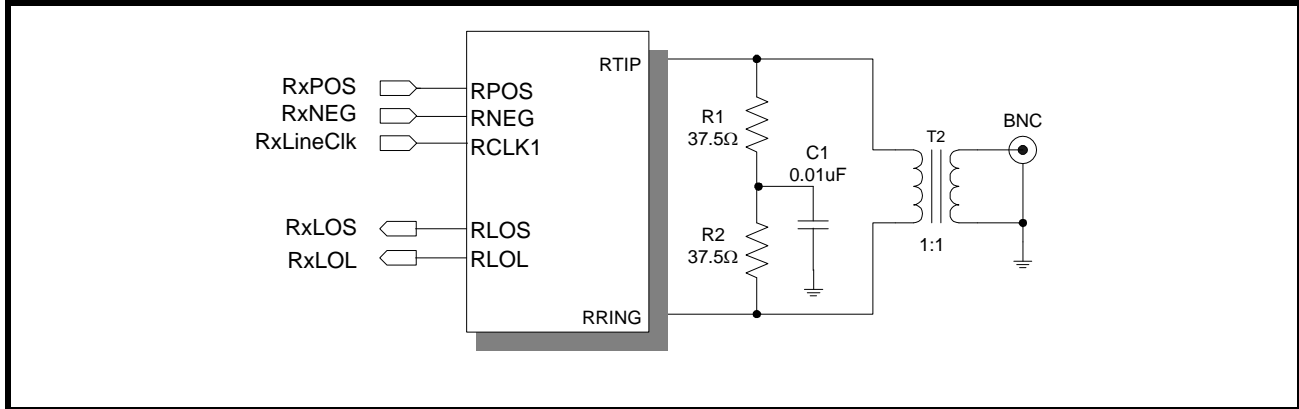 RxPOS
RxNEG
RxLineClk
RxLOS
RxLOL
RPOS
RNEG
RCLK1
RLOS
RLOL
RTIP
RRING
R1
37.5Ω
C1
0.01uF
R2
37.5Ω
T2
1:1
BNC